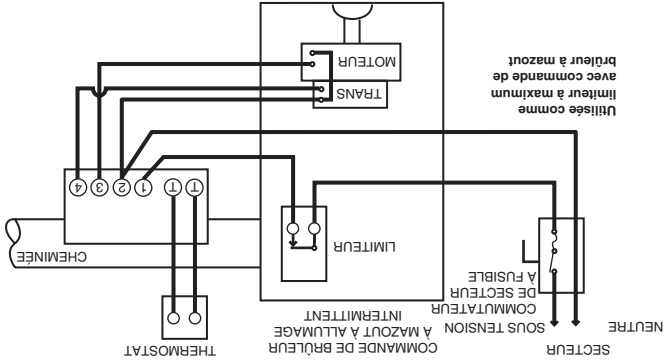 SECTEUR
NEUTRE
SOUS TENSION
COMMUTATEUR
DE SECTEUR
À FUSIBLE
COMMANDE DE BRÛLEUR
À MAZOUT À ALLUMAGE
INTERMITTENT
THERMOSTAT
LIMITEUR
CHEMINÉE
T T 1 2 3 4
Utilisée comme
limiteur à maximum
avec commande de
brûleur à mazout
TRANS
MOTEUR